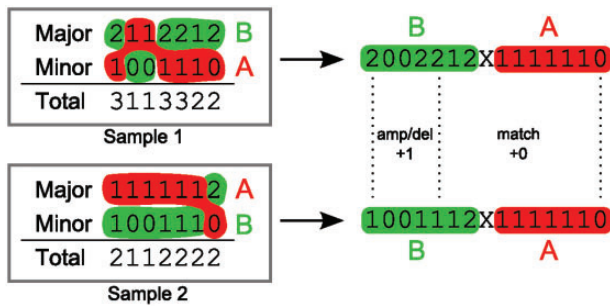 Major 2112212 B
Minor 1001110 A
Total 3113322
Sample 1
Major 1111112 A
Minor 1001110 B
Total 2112222
Sample 2
B A
2002212X1111110
amp/del match
+1 +0
1001112X1111110
B A